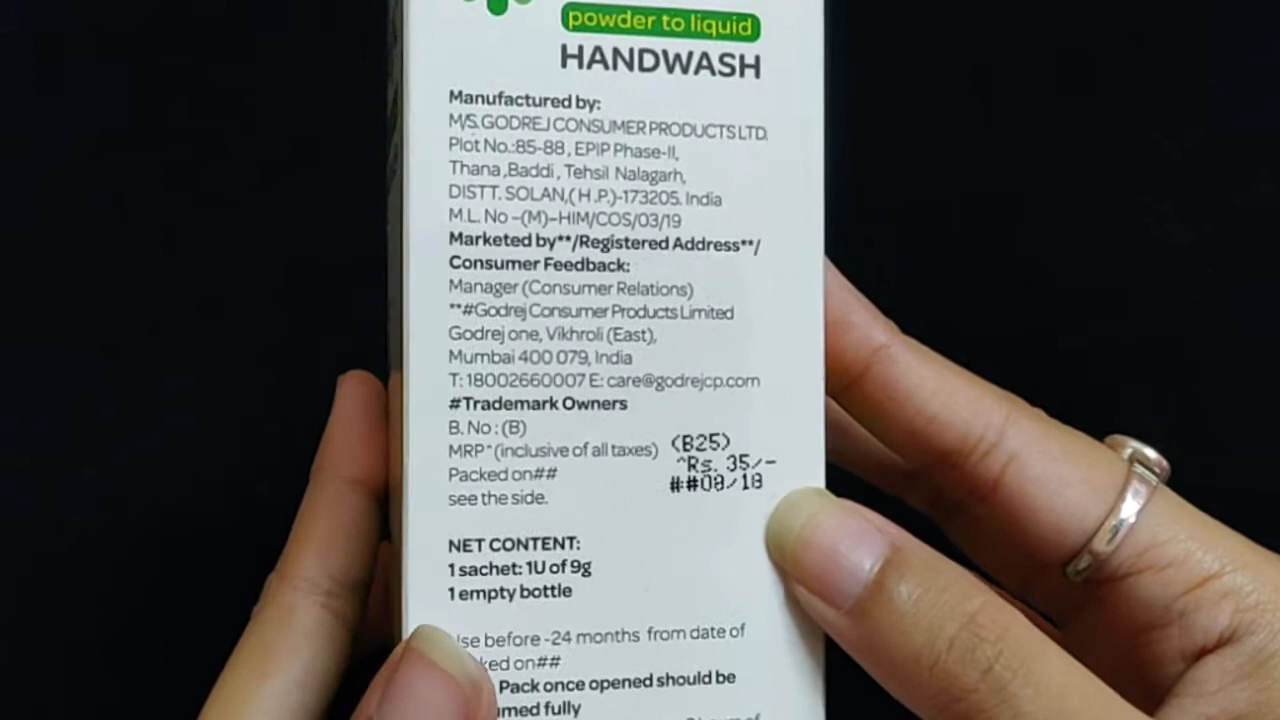 powder to liquid
HANDWASH
Manufactured by:
M/S. GODREJ CONSUMER PRODUCTS LTD.
Plot No.:85-88, EPIP Phase-II,
Thana ,Baddi, Tehsil Nalagarh,
DISTT. SOLAN,( H .P.)-173205. India
M.L. No –(M)–HIM/COS/03/19
Marketed by**/Registered Address**/
Consumer Feedback:
Manager (Consumer Relations)
**#Godrej Consumer Products Limited
Godrej one, Vikhroli (East),
Mumbai 400 079, India
T: 18002660007 E: care@godrejcp.com
#Trademark Owners
B. No : (B) (B25)
MRP^(inclusive of all taxes) ^Rs. 35/-
Packed on## ##08/18
see the side.
NET CONTENT:
1 sachet: 1U of 9g
1 empty bottle
before -24 months from date of
on##
Pack once opened should be
fully